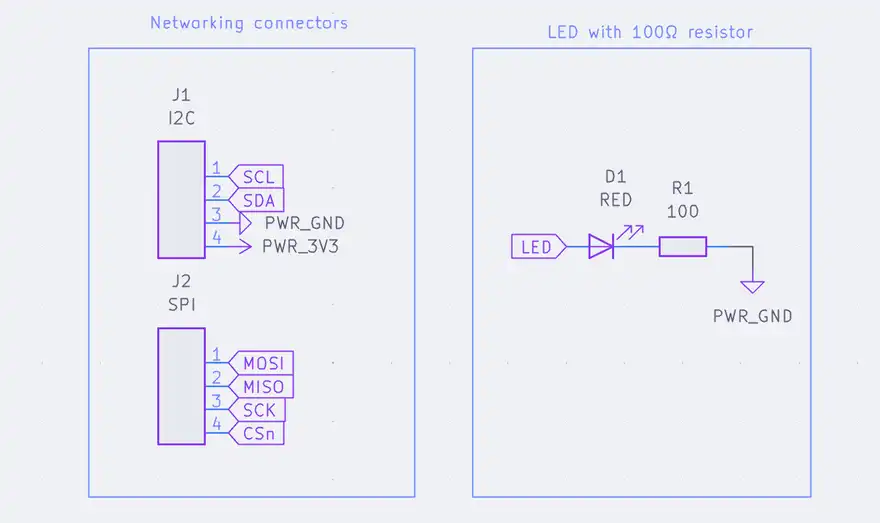 Networking connectors
J1
I2C
1 SCL
2 SDA
3 PWR_GND
4 PWR_3V3
J2
SPI
1 MOSI
2 MISO
3 SCK
4 CSn
LED with 100Ω resistor
D1
RED
R1
100
LED
PWR_GND